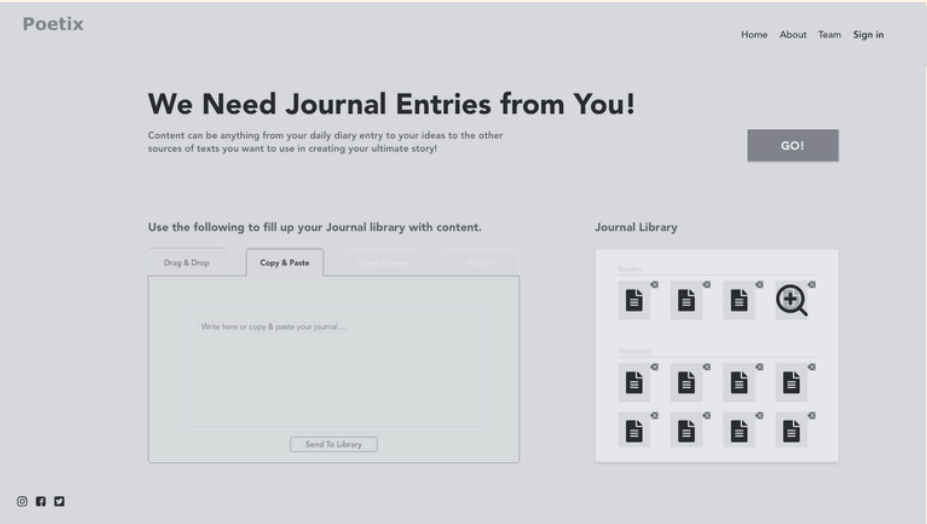 Poetix
Home About Team Sign in
We Need Journal Entries from You!
Content can be anything from your daily diary entry to your ideas to the other
sources of texts you want to use in creating your ultimate story!
GO!
Use the following to fill up your Journal library with content.
Journal Library
Drag & Drop Copy & Paste Cloud Storage Plugins
Recent
Write here or copy & paste your journal...
Yesterday
Send To Library